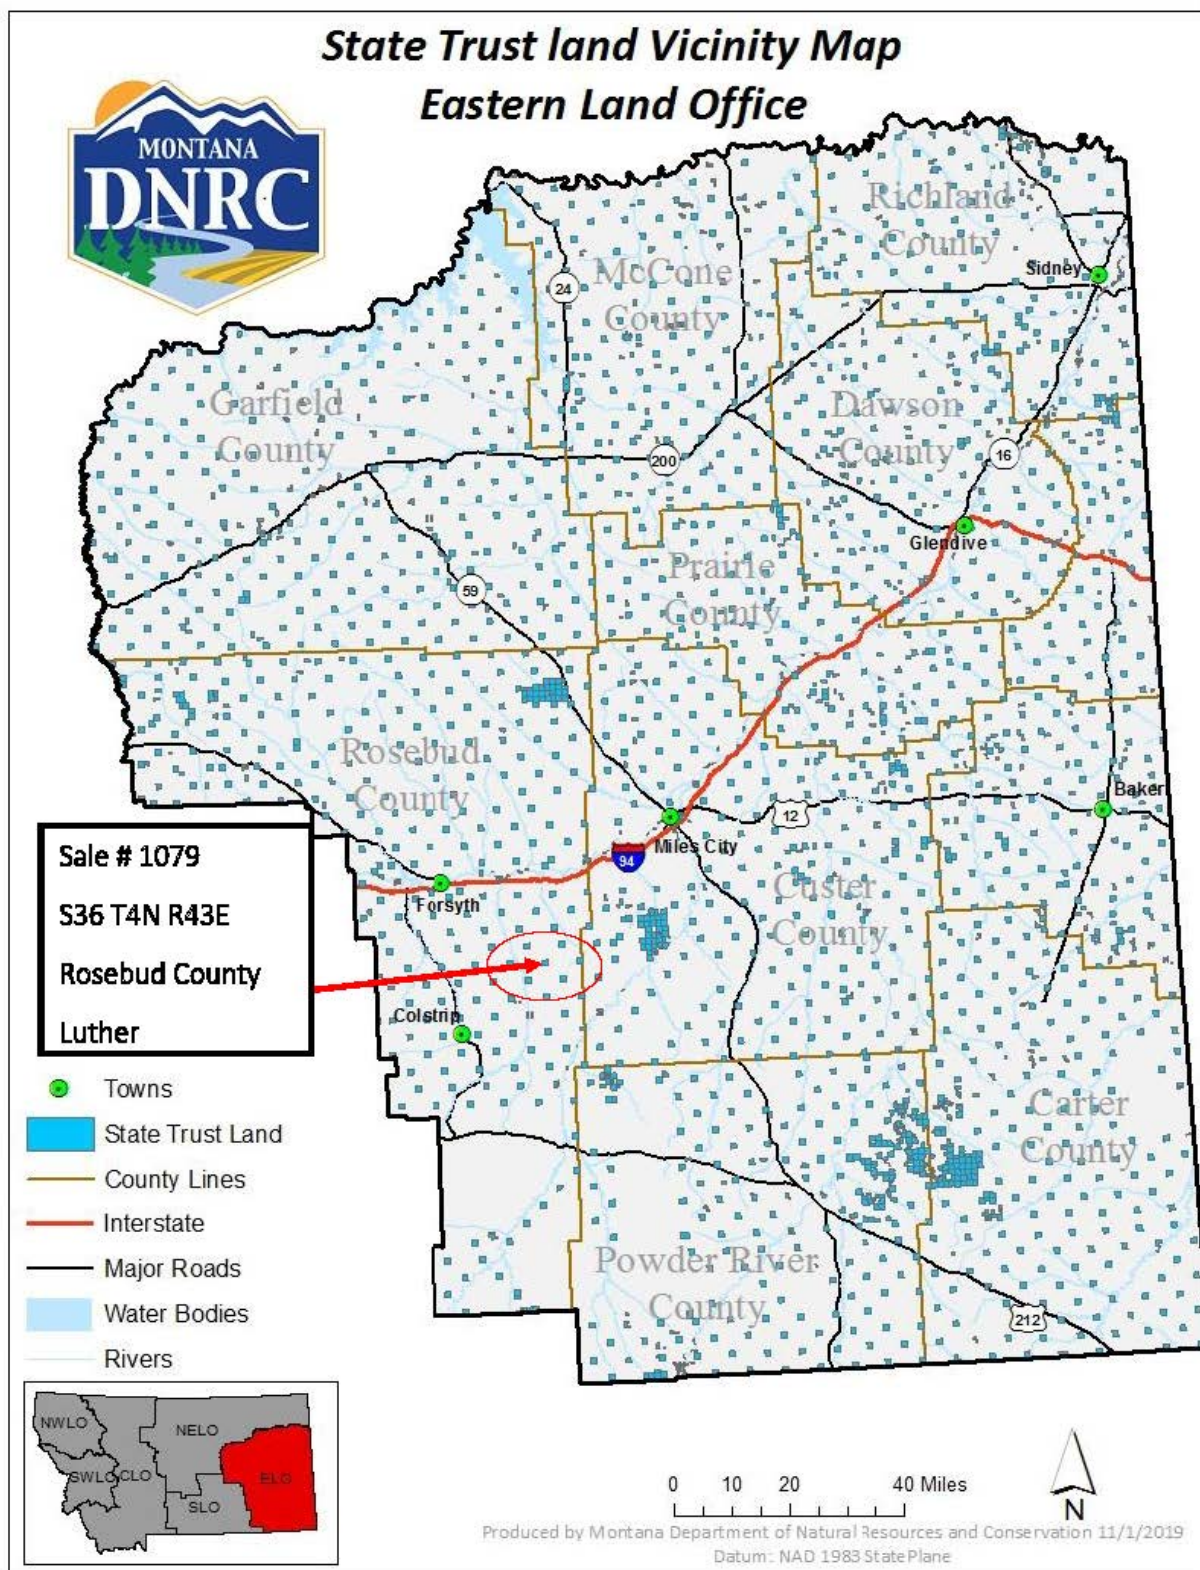 State Trust land Vicinity Map
Eastern Land Office
MONTANA
DNRC
Richland
County
Sidney
McCone
County
24
Garfield
County
Dawson
County
200
16
Glendive
Prairie
County
59
Rosebud
County
Baker
12
Miles City
94
Custer
County
Forsyth
Sale # 1079
S36 T4N R43E
Rosebud County
Luther
Colstrip
Carter
County
Powder River
County
212
Towns
State Trust Land
County Lines
Interstate
Major Roads
Water Bodies
Rivers
NWLO
NELO
SWLO
CLO
ELO
SLO
0 10 20 40 Miles
N
Produced by Montana Department of Natural Resources and Conservation 11/1/2019
Datum: NAD 1983 StatePlane